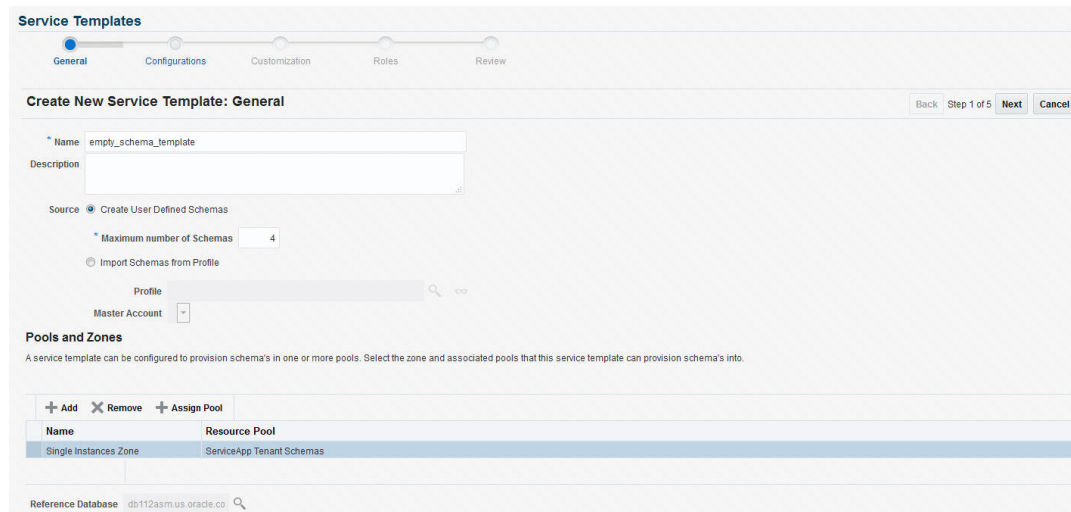 Service Templates
General Configurations Customization Roles Review
Create New Service Template: General
Back Step 1 of 5 Next Cancel
* Name empty_schema_template
Description
Source Create User Defined Schemas
* Maximum number of Schemas 4
Import Schemas from Profile
Profile
Master Account
Pools and Zones
A service template can be configured to provision schema's in one or more pools. Select the zone and associated pools that this service template can provision schema's into.
Add Remove Assign Pool
Name Resource Pool
Single Instances Zone ServiceApp Tenant Schemas
Reference Database db112asm.us.oracle.co